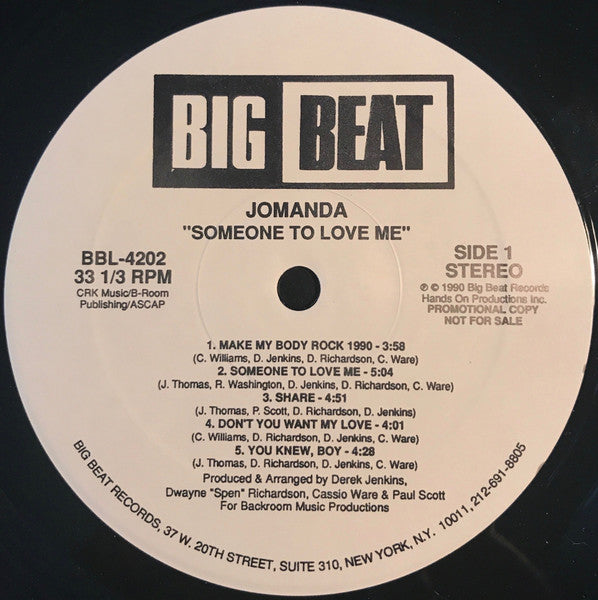 BIG BEAT
JOMANDA
"SOMEONE TO LOVE ME"
BBL-4202
33 1/3 RPM
CRK Music/B-Room
Publishing/ASCAP
SIDE 1
STEREO
℗ © 1990 Big Beat Records
Hands On Productions Inc.
PROMOTIONAL COPY
NOT FOR SALE
1. MAKE MY BODY ROCK 1990 - 3:58
(C. Williams, D. Jenkins, D. Richardson, C. Ware)
2. SOMEONE TO LOVE ME - 5:04
(J. Thomas, R. Washington, D. Jenkins, D. Richardson, C. Ware)
3. SHARE - 4:51
(J. Thomas, P. Scott, D. Richardson, D. Jenkins)
4. DON'T YOU WANT MY LOVE - 4:01
(C. Williams, D. Richardson, D. Jenkins, C. Ware)
5. YOU KNEW, BOY - 4:28
(J. Thomas, D. Richardson, D. Jenkins, C. Ware)
Produced & Arranged by Derek Jenkins,
Dwayne "Spen" Richardson, Cassio Ware & Paul Scott
For Backroom Music Productions
BIG BEAT RECORDS, 37 W. 20TH STREET, SUITE 310, NEW YORK, N.Y. 10011, 212-691-8805